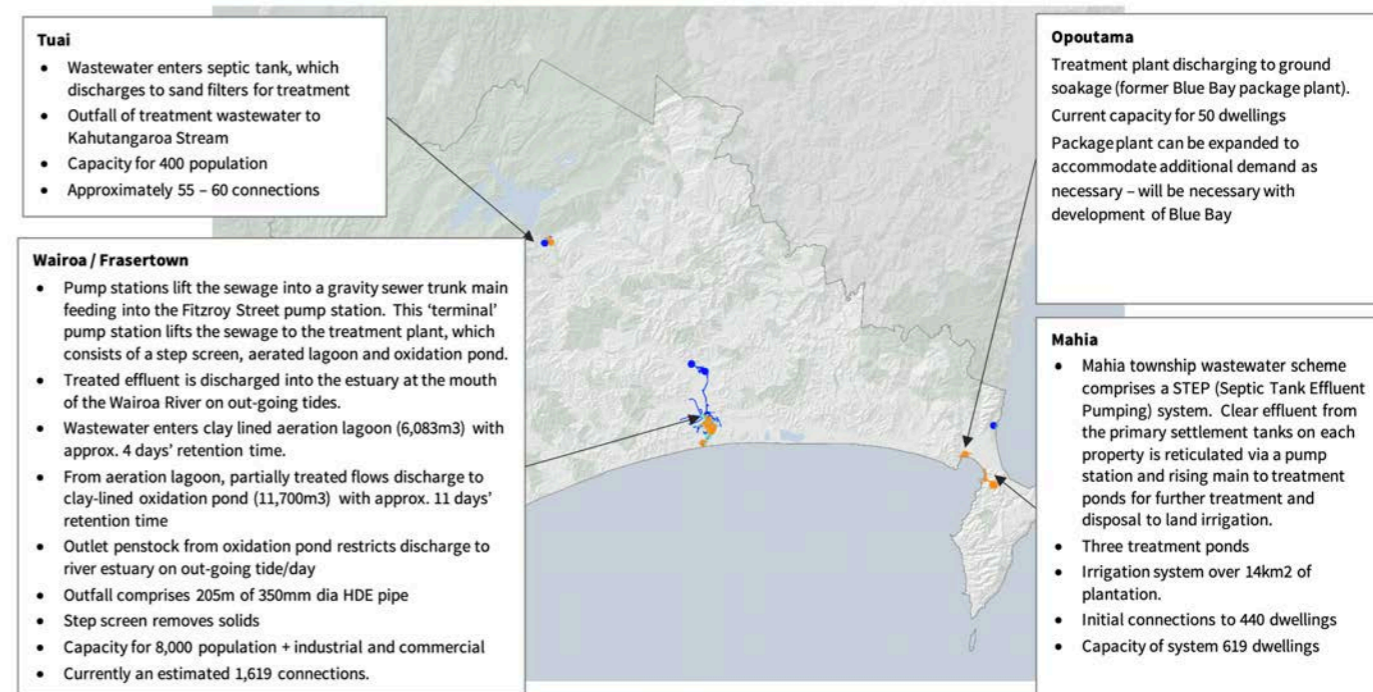 Tuai
• Wastewater enters septic tank, which
discharges to sand filters for treatment
• Outfall of treatment wastewater to
Kahutangaroa Stream
• Capacity for 400 population
• Approximately 55 – 60 connections
Wairoa / Frasertown
• Pump stations lift the sewage into a gravity sewer trunk main
feeding into the Fitzroy Street pump station. This ‘terminal’
pump station lifts the sewage to the treatment plant, which
consists of a step screen, aerated lagoon and oxidation pond.
• Treated effluent is discharged into the estuary at the mouth
of the Wairoa River on out-going tides.
• Wastewater enters clay lined aeration lagoon (6,083m3) with
approx. 4 days’ retention time.
• From aeration lagoon, partially treated flows discharge to
clay-lined oxidation pond (11,700m3) with approx. 11 days’
retention time
• Outlet penstock from oxidation pond restricts discharge to
river estuary on out-going tide/day
• Outfall comprises 205m of 350mm dia HDE pipe
• Step screen removes solids
• Capacity for 8,000 population + industrial and commercial
• Currently an estimated 1,619 connections.
Opoutama
Treatment plant discharging to ground
soakage (former Blue Bay package plant).
Current capacity for 50 dwellings
Package plant can be expanded to
accommodate additional demand as
necessary – will be necessary with
development of Blue Bay
Mahia
• Mahia township wastewater scheme
comprises a STEP (Septic Tank Effluent
Pumping) system. Clear effluent from
the primary settlement tanks on each
property is reticulated via a pump
station and rising main to treatment
ponds for further treatment and
disposal to land irrigation.
• Three treatment ponds
• Irrigation system over 14km2 of
plantation.
• Initial connections to 440 dwellings
• Capacity of system 619 dwellings